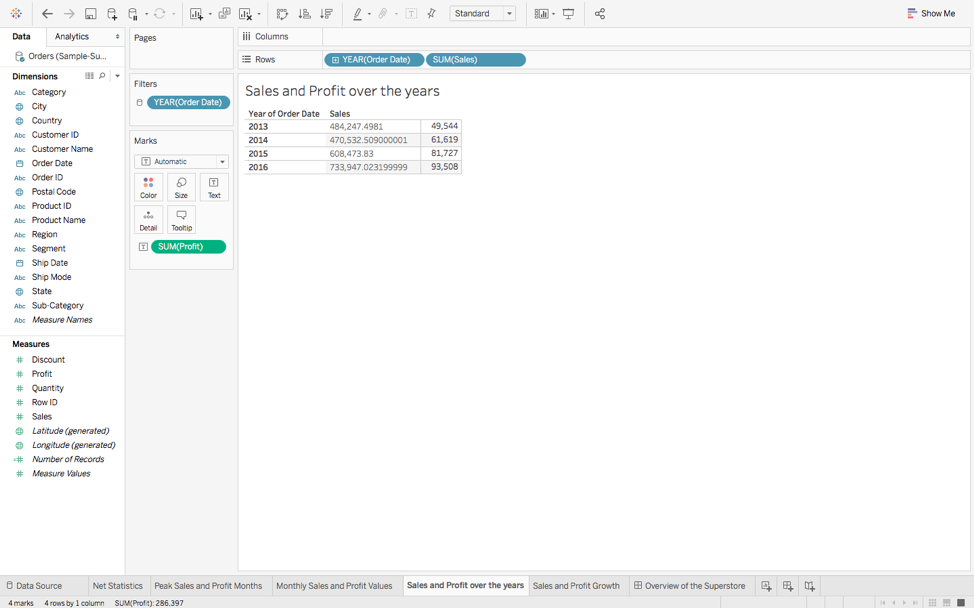 Standard
Show Me
Data
Analytics
Orders (Sample-Su...
Dimensions
Abc Category
City
Country
Abc Customer ID
Abc Customer Name
Order Date
Abc Order ID
Postal Code
Abc Product ID
Abc Product Name
Abc Region
Abc Segment
Ship Date
Abc Ship Mode
State
Abc Sub-Category
Abc Measure Names
Measures
# Discount
# Profit
# Quantity
# Row ID
# Sales
Latitude (generated)
Longitude (generated)
=# Number of Records
# Measure Values
Pages
Filters
YEAR(Order Date)
Marks
T Automatic
Color
Size
T Text
Detail
Tooltip
T SUM(Profit)
Columns
Rows
YEAR(Order Date)
SUM(Sales)
Sales and Profit over the years
Year of Order Date Sales
2013 484,247.4981 49,544
2014 470,532.509000001 61,619
2015 608,473.83 81,727
2016 733,947.023199999 93,508
Data Source
Net Statistics
Peak Sales and Profit Months
Monthly Sales and Profit Values
Sales and Profit over the years
Sales and Profit Growth
Overview of the Superstore
4 marks 4 rows by 1 column SUM(Profit): 286,397